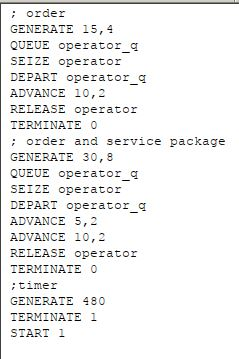 ; order
GENERATE 15,4
QUEUE operator_q
SEIZE operator
DEPART operator_q
ADVANCE 10,2
RELEASE operator
TERMINATE 0
; order and service package
GENERATE 30,8
QUEUE operator_q
SEIZE operator
DEPART operator_q
ADVANCE 5,2
ADVANCE 10,2
RELEASE operator
TERMINATE 0
;timer
GENERATE 480
TERMINATE 1
START 1